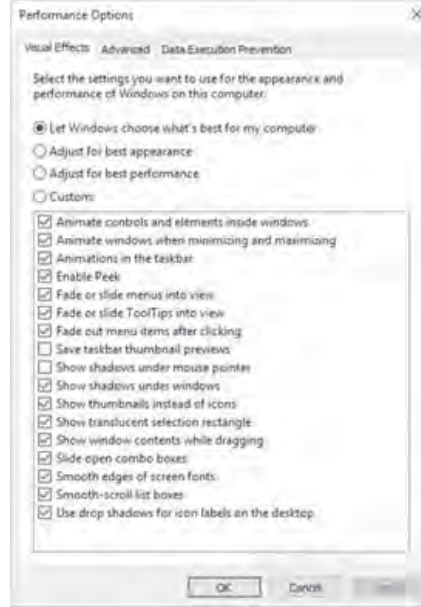 Performance Options
Visual Effects Advanced Data Execution Prevention
Select the settings you want to use for the appearance and
performance of Windows on this computer.
Let Windows choose what's best for my computer
Adjust for best appearance
Adjust for best performance
Custom:
Animate controls and elements inside windows
Animate windows when minimizing and maximizing
Animations in the taskbar
Enable Peek
Fade or slide menus into view
Fade or slide ToolTips into view
Fade out menu items after clicking
Save taskbar thumbnail previews
Show shadows under mouse pointer
Show shadows under windows
Show thumbnails instead of icons
Show translucent selection rectangle
Show window contents while dragging
Slide open combo boxes
Smooth edges of screen fonts
Smooth-scroll list boxes
Use drop shadows for icon labels on the desktop
OK Cancel